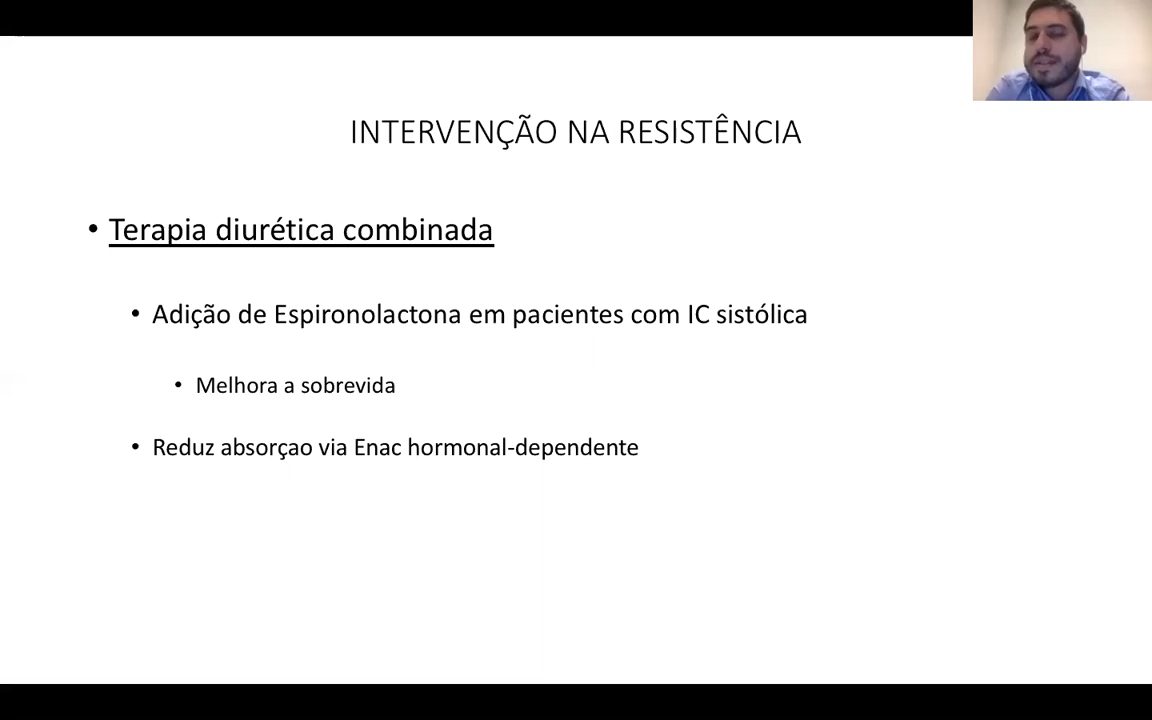 INTERVENÇÃO NA RESISTÊNCIA
• Terapia diurética combinada
• Adição de Espironolactona em pacientes com IC sistólica
• Melhora a sobrevida
• Reduz absorçao via Enac hormonal-dependente